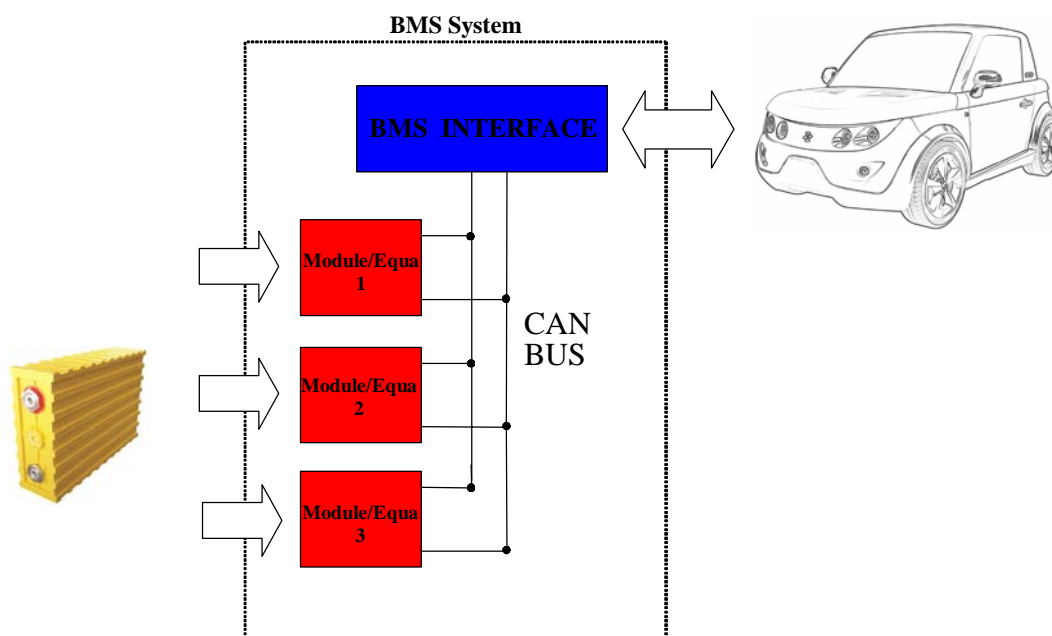 BMS System
BMS INTERFACE
Module/Equa
1
CAN
BUS
Module/Equa
2
Module/Equa
3